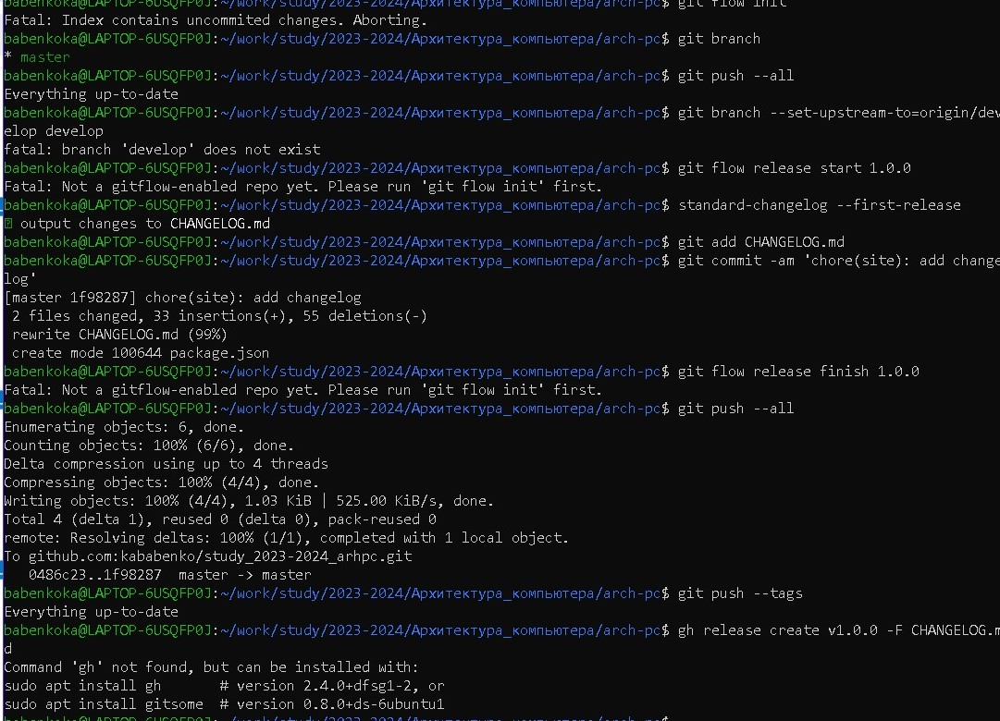 babenkoka@LAPTOP-6USQFP0J:~/work/study/2023-2024/Архитектура_компьютера/arch-pc$ git flow init
Fatal: Index contains uncommited changes. Aborting.
babenkoka@LAPTOP-6USQFP0J:~/work/study/2023-2024/Архитектура_компьютера/arch-pc$ git branch
* master
babenkoka@LAPTOP-6USQFP0J:~/work/study/2023-2024/Архитектура_компьютера/arch-pc$ git push --all
Everything up-to-date
babenkoka@LAPTOP-6USQFP0J:~/work/study/2023-2024/Архитектура_компьютера/arch-pc$ git branch --set-upstream-to=origin/dev
elop develop
fatal: branch 'develop' does not exist
babenkoka@LAPTOP-6USQFP0J:~/work/study/2023-2024/Архитектура_компьютера/arch-pc$ git flow release start 1.0.0
Fatal: Not a gitflow-enabled repo yet. Please run 'git flow init' first.
babenkoka@LAPTOP-6USQFP0J:~/work/study/2023-2024/Архитектура_компьютера/arch-pc$ standard-changelog --first-release
output changes to CHANGELOG.md
babenkoka@LAPTOP-6USQFP0J:~/work/study/2023-2024/Архитектура_компьютера/arch-pc$ git add CHANGELOG.md
babenkoka@LAPTOP-6USQFP0J:~/work/study/2023-2024/Архитектура_компьютера/arch-pc$ git commit -am 'chore(site): add change
log'
[master 1f98287] chore(site): add changelog
 2 files changed, 33 insertions(+), 55 deletions(-)
 rewrite CHANGELOG.md (99%)
 create mode 100644 package.json
babenkoka@LAPTOP-6USQFP0J:~/work/study/2023-2024/Архитектура_компьютера/arch-pc$ git flow release finish 1.0.0
Fatal: Not a gitflow-enabled repo yet. Please run 'git flow init' first.
babenkoka@LAPTOP-6USQFP0J:~/work/study/2023-2024/Архитектура_компьютера/arch-pc$ git push --all
Enumerating objects: 6, done.
Counting objects: 100% (6/6), done.
Delta compression using up to 4 threads
Compressing objects: 100% (4/4), done.
Writing objects: 100% (4/4), 1.03 KiB | 525.00 KiB/s, done.
Total 4 (delta 1), reused 0 (delta 0), pack-reused 0
remote: Resolving deltas: 100% (1/1), completed with 1 local object.
To github.com:kababenko/study_2023-2024_arhpc.git
   0486c23..1f98287  master -> master
babenkoka@LAPTOP-6USQFP0J:~/work/study/2023-2024/Архитектура_компьютера/arch-pc$ git push --tags
Everything up-to-date
babenkoka@LAPTOP-6USQFP0J:~/work/study/2023-2024/Архитектура_компьютера/arch-pc$ gh release create v1.0.0 -F CHANGELOG.m
d
Command 'gh' not found, but can be installed with:
sudo apt install gh       # version 2.4.0+dfsg1-2, or
sudo apt install gitsome  # version 0.8.0+ds-6ubuntu1